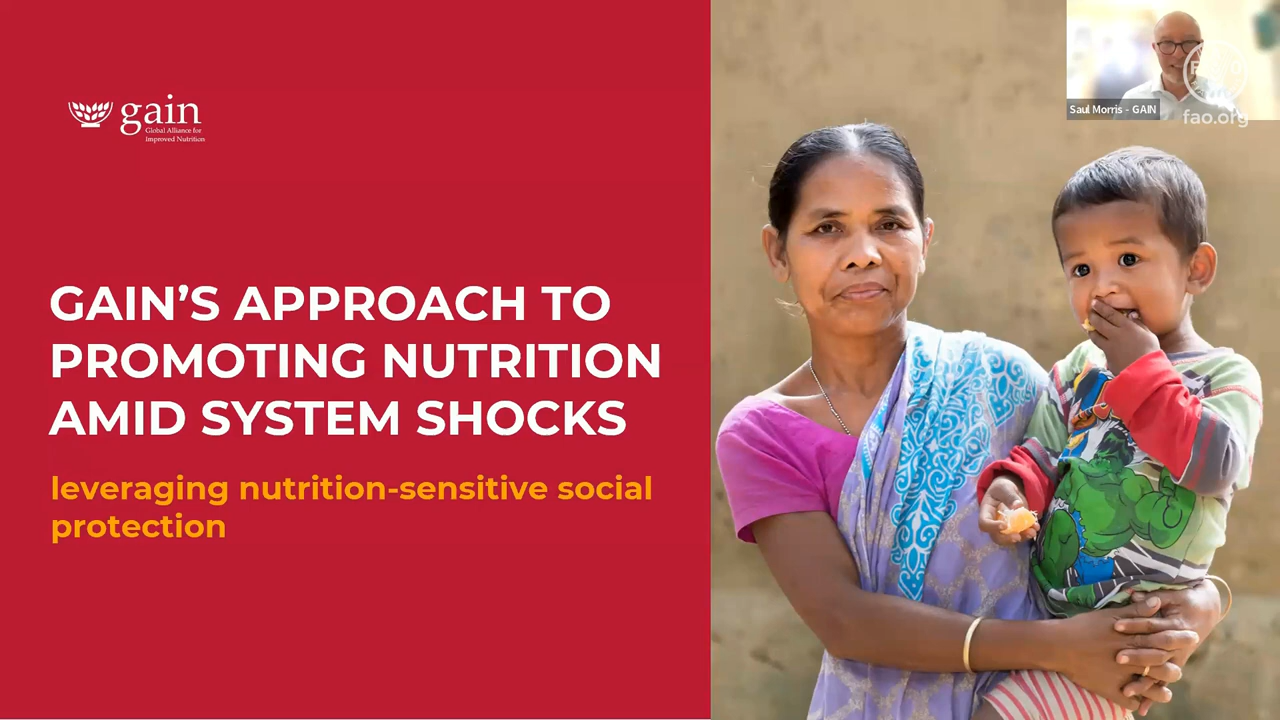 gain
Global Alliance for
Improved Nutrition
GAIN’S APPROACH TO
PROMOTING NUTRITION
AMID SYSTEM SHOCKS
leveraging nutrition-sensitive social
protection
Saul Morris - GAIN
fao.org